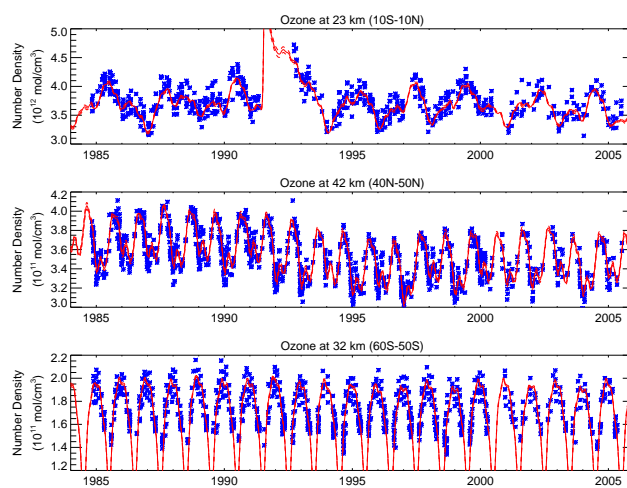 Ozone at 23 km (10S-10N)
Number Density
(10¹² mol/cm³)
5.0
4.5
4.0
3.5
3.0
1985 1990 1995 2000 2005
Ozone at 42 km (40N-50N)
Number Density
(10¹¹ mol/cm³)
4.2
4.0
3.8
3.6
3.4
3.2
3.0
1985 1990 1995 2000 2005
Ozone at 32 km (60S-50S)
Number Density
(10¹¹ mol/cm³)
2.2
2.0
1.8
1.6
1.4
1.2
1985 1990 1995 2000 2005